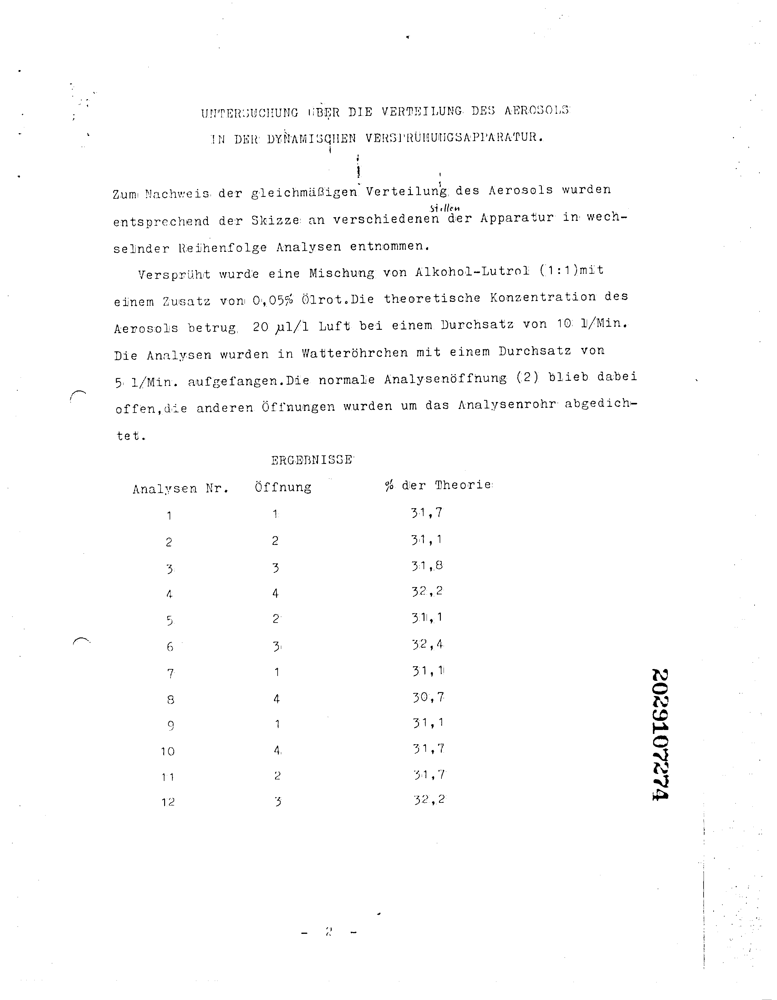 UNTERSUCHUNG ÜBER DIE VERTEILUNG DES AEROSOLS
IN DER DYNAMISCHEN VERSPRÜHUNGSAPPARATUR.
Zum Nachweis der gleichmäßigen Verteilung des Aerosols wurden
Stellen
entsprechend der Skizze an verschiedenen der Apparatur in wech-
selnder Reihenfolge Analysen entnommen.
Versprüht wurde eine Mischung von Alkohol-Lutrol (1:1)mit
einem Zusatz von 0,05% Ölrot.Die theoretische Konzentration des
Aerosols betrug 20 µl/l Luft bei einem Durchsatz von 10 l/Min.
Die Analysen wurden in Watteröhrchen mit einem Durchsatz von
5 l/Min. aufgefangen.Die normale Analysenöffnung (2) blieb dabei
offen,die anderen Öffnungen wurden um das Analysenrohr abgedich-
tet.
ERGEBNISSE
Analysen Nr. Öffnung % der Theorie
1 1 31,7
2 2 31,1
3 3 31,8
4 4 32,2
5 2 31,1
6 3 32,4
7 1 31,1
8 4 30,7
9 1 31,1
10 4 31,7
11 2 31,7
12 3 32,2
2029107274
- 2 -